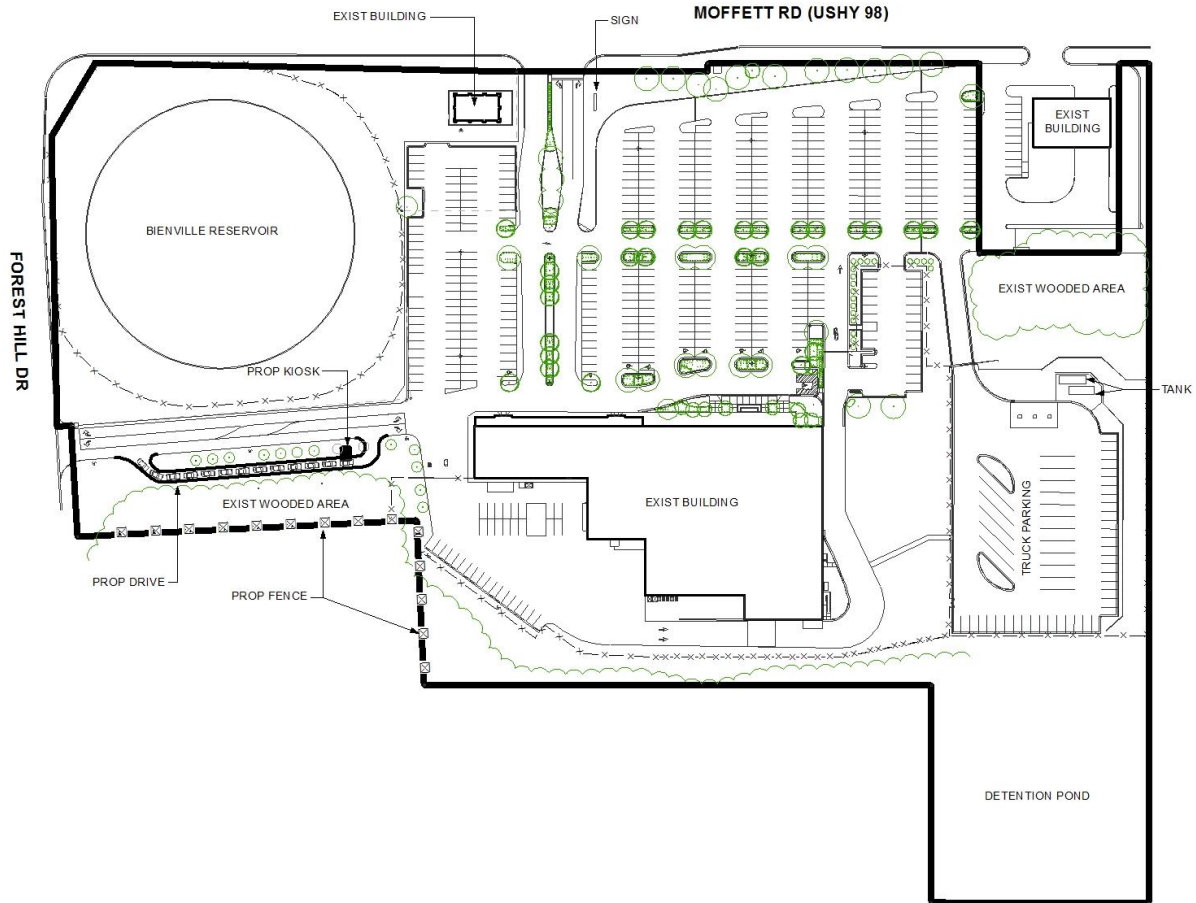 MOFFETT RD (USHY 98)
EXIST BUILDING
SIGN
EXIST
BUILDING
BIENVILLE RESERVOIR
FOREST HILL DR
EXIST WOODED AREA
PROP KIOSK
TANK
EXIST BUILDING
TRUCK PARKING
EXIST WOODED AREA
PROP DRIVE
PROP FENCE
DETENTION POND